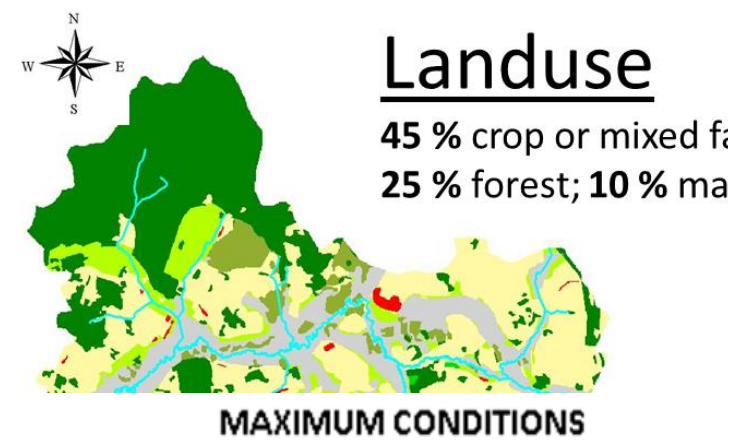 N
W E
S
Landuse
45 % crop or mixed
25 % forest; 10 %
MAXIMUM CONDITIONS